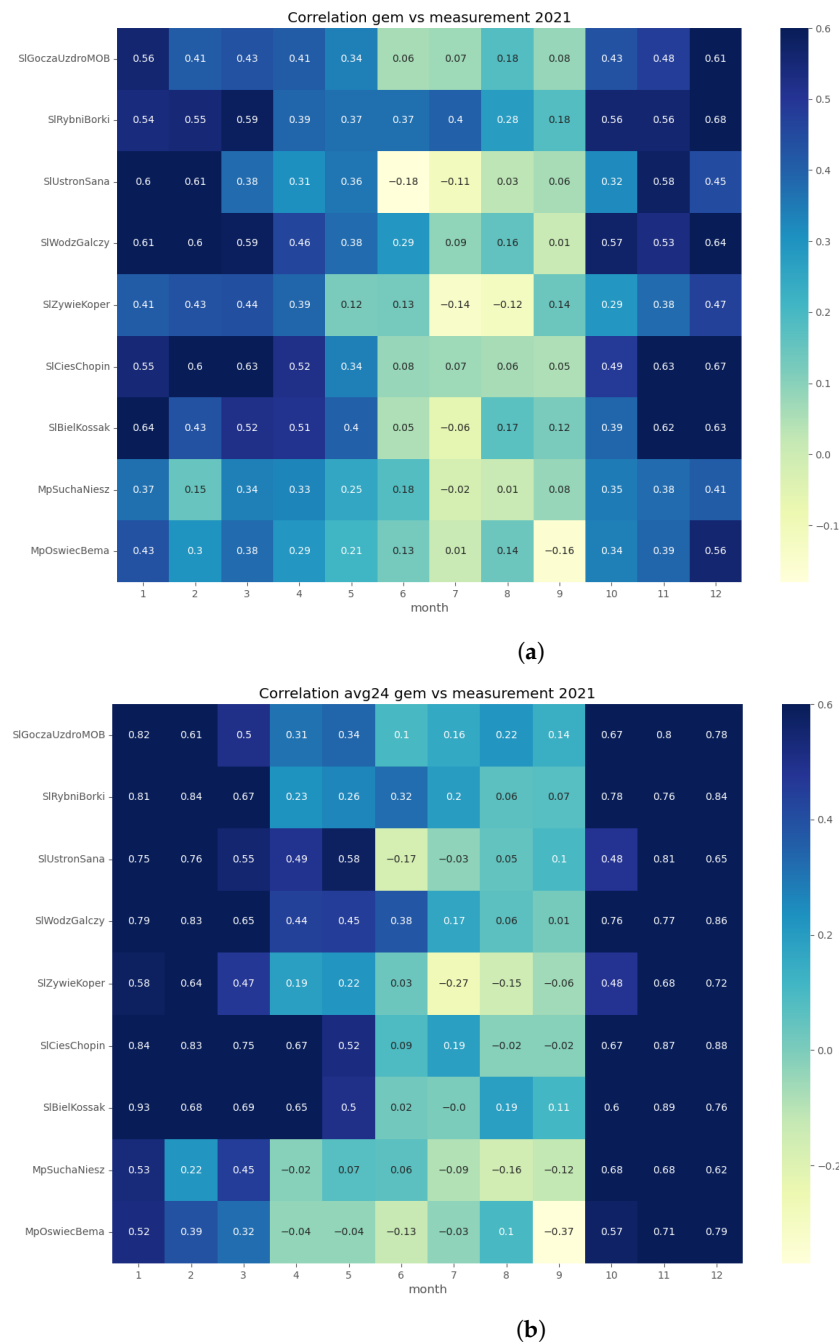 Correlation gem vs measurement 2021
SlGoczaUzdroMOB 0.56 0.41 0.43 0.41 0.34 0.06 0.07 0.18 0.08 0.43 0.48 0.61
SlRybniBorki 0.54 0.55 0.59 0.39 0.37 0.37 0.4 0.28 0.18 0.56 0.56 0.68
SlUstronSana 0.6 0.61 0.38 0.31 0.36 −0.18 −0.11 0.03 0.06 0.32 0.58 0.45
SlWodzGalczy 0.61 0.6 0.59 0.46 0.38 0.29 0.09 0.16 0.01 0.57 0.53 0.64
SlZywieKoper 0.41 0.43 0.44 0.39 0.12 0.13 −0.14 −0.12 0.14 0.29 0.38 0.47
SlCiesChopin 0.55 0.6 0.63 0.52 0.34 0.08 0.07 0.06 0.05 0.49 0.63 0.67
SlBielKossak 0.64 0.43 0.52 0.51 0.4 0.05 −0.06 0.17 0.12 0.39 0.62 0.63
MpSuchaNiesz 0.37 0.15 0.34 0.33 0.25 0.18 −0.02 0.01 0.08 0.35 0.38 0.41
MpOswiecBema 0.43 0.3 0.38 0.29 0.21 0.13 0.01 0.14 −0.16 0.34 0.39 0.56
1 2 3 4 5 6 7 8 9 10 11 12
month
0.6
0.5
0.4
0.3
0.2
0.1
0.0
−0.1
(a)
Correlation avg24 gem vs measurement 2021
SlGoczaUzdroMOB 0.82 0.61 0.5 0.31 0.34 0.1 0.16 0.22 0.14 0.67 0.8 0.78
SlRybniBorki 0.81 0.84 0.67 0.23 0.26 0.32 0.2 0.06 0.07 0.78 0.76 0.84
SlUstronSana 0.75 0.76 0.55 0.49 0.58 −0.17 −0.03 0.05 0.1 0.48 0.81 0.65
SlWodzGalczy 0.79 0.83 0.65 0.44 0.45 0.38 0.17 0.06 0.01 0.76 0.77 0.86
SlZywieKoper 0.58 0.64 0.47 0.19 0.22 0.03 −0.27 −0.15 −0.06 0.48 0.68 0.72
SlCiesChopin 0.84 0.83 0.75 0.67 0.52 0.09 0.19 −0.02 −0.02 0.67 0.87 0.88
SlBielKossak 0.93 0.68 0.69 0.65 0.5 0.02 −0.0 0.19 0.11 0.6 0.89 0.76
MpSuchaNiesz 0.53 0.22 0.45 −0.02 0.07 0.06 −0.09 −0.16 −0.12 0.68 0.68 0.62
MpOswiecBema 0.52 0.39 0.32 −0.04 −0.04 −0.13 −0.03 0.1 −0.37 0.57 0.71 0.79
1 2 3 4 5 6 7 8 9 10 11 12
month
0.6
0.4
0.2
0.0
−0.2
(b)